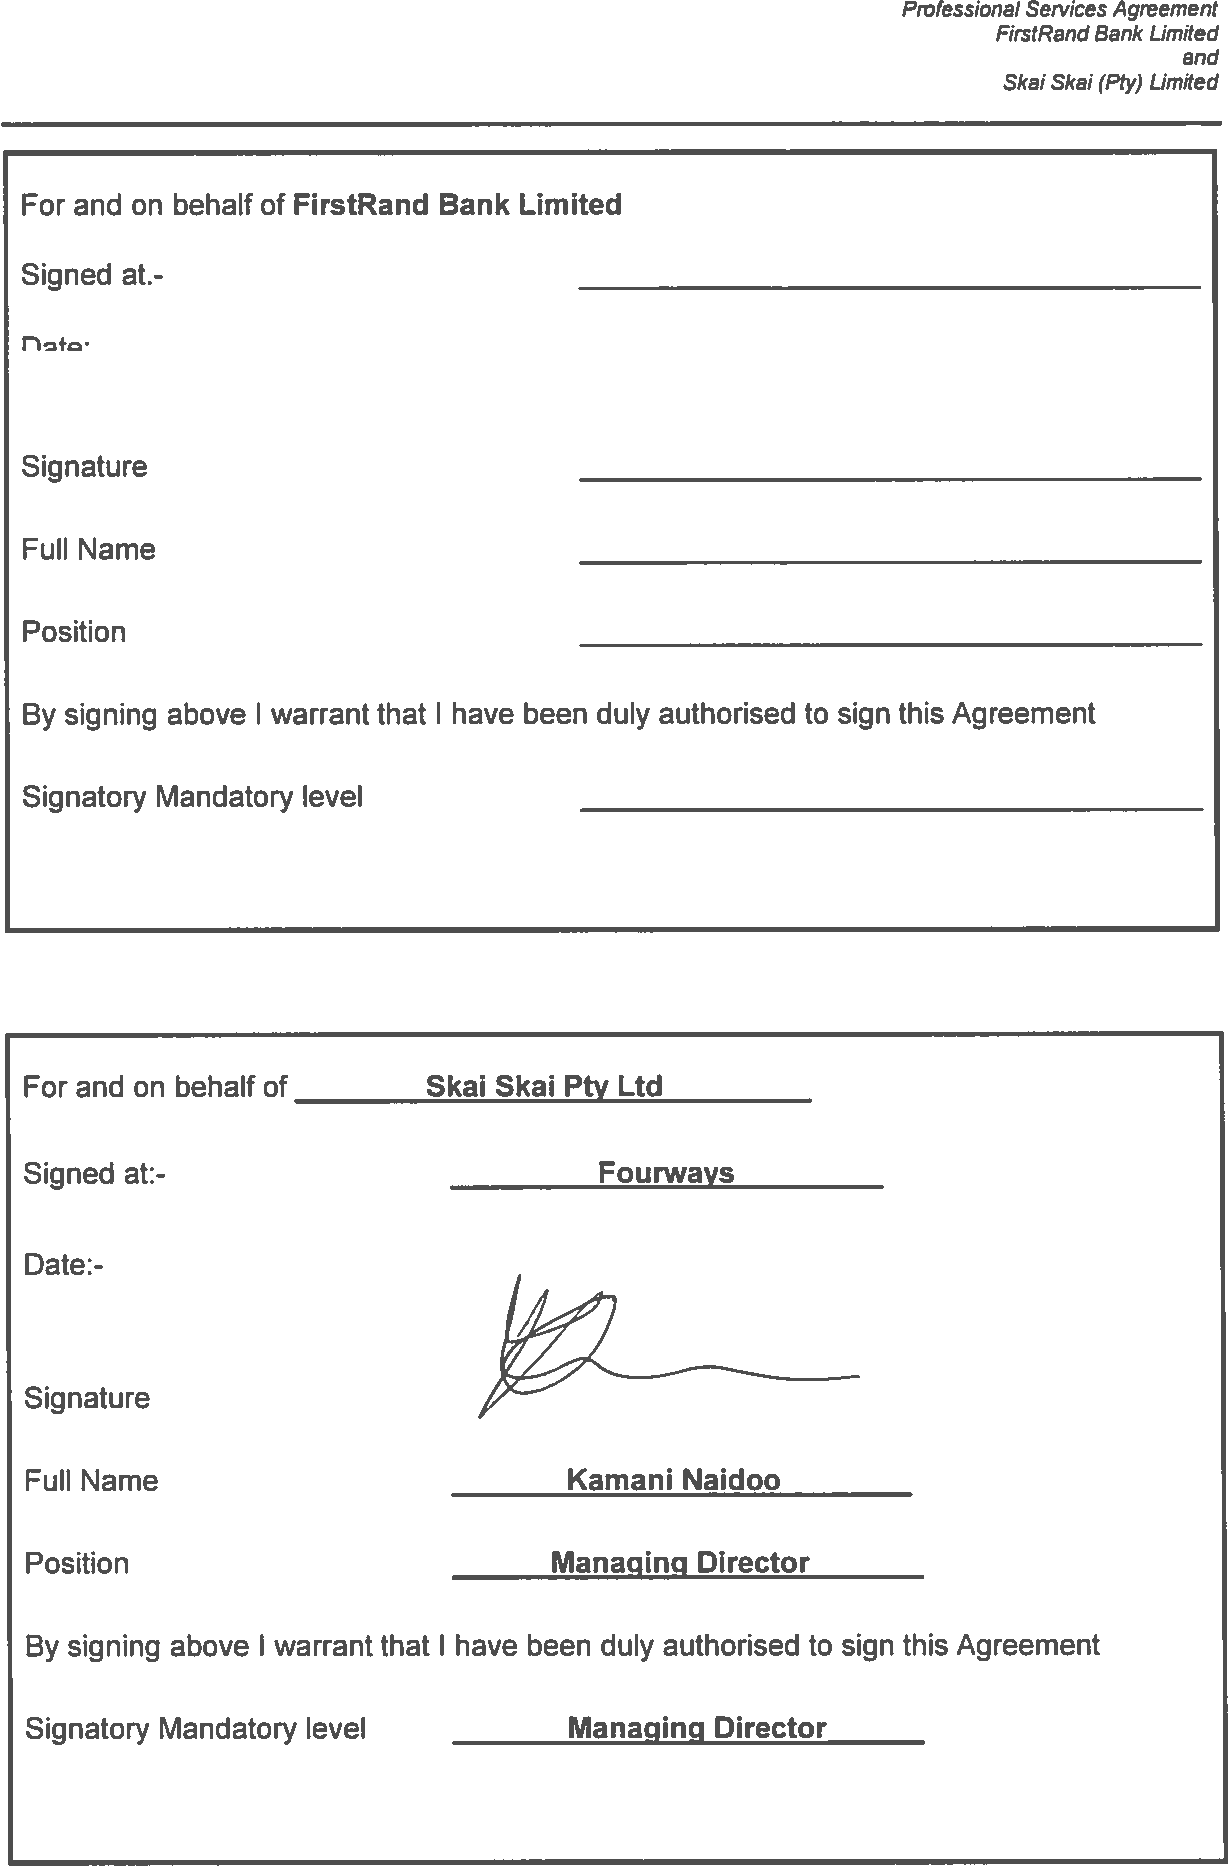 Professional Services Agreement
FirstRand Bank Limited
and
Skai Skai (Pty) Limited
For and on behalf of FirstRand Bank Limited
Signed at.-
Date:
Signature
Full Name
Position
By signing above I warrant that I have been duly authorised to sign this Agreement
Signatory Mandatory level
For and on behalf of Skai Skai Pty Ltd
Signed at:- Fourways
Date:-
Signature
Full Name Kamani Naidoo
Position Managing Director
By signing above I warrant that I have been duly authorised to sign this Agreement
Signatory Mandatory level Managing Director